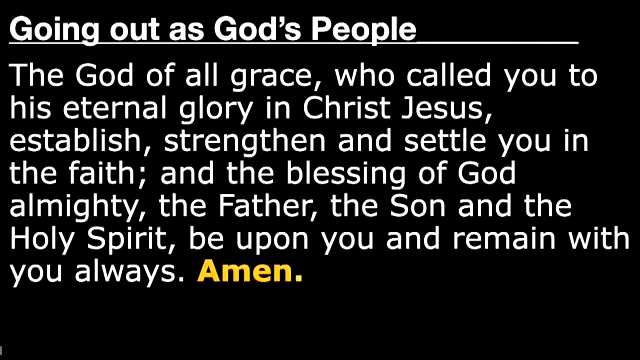 Going out as God’s People
The God of all grace, who called you to
his eternal glory in Christ Jesus,
establish, strengthen and settle you in
the faith; and the blessing of God
almighty, the Father, the Son and the
Holy Spirit, be upon you and remain with
you always. Amen.